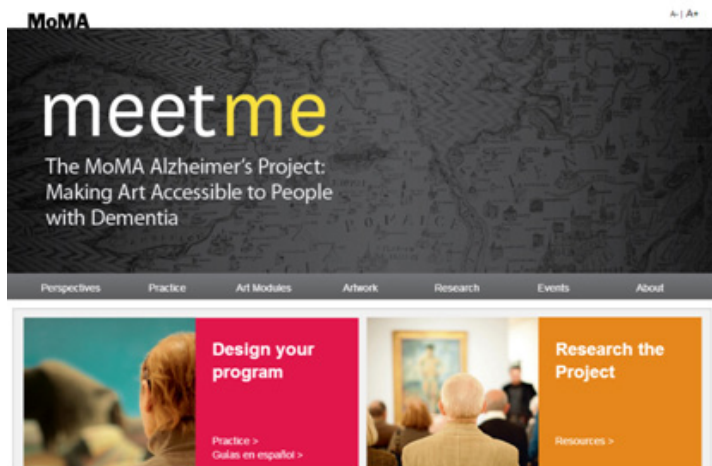 MoMA
A- | A+
meetme
The MoMA Alzheimer's Project:
Making Art Accessible to People
with Dementia
Perspectives Practice Art Modules Artwork Research Events About
Design your
program
Practice >
Guías en español >
Research the
Project
Resources >